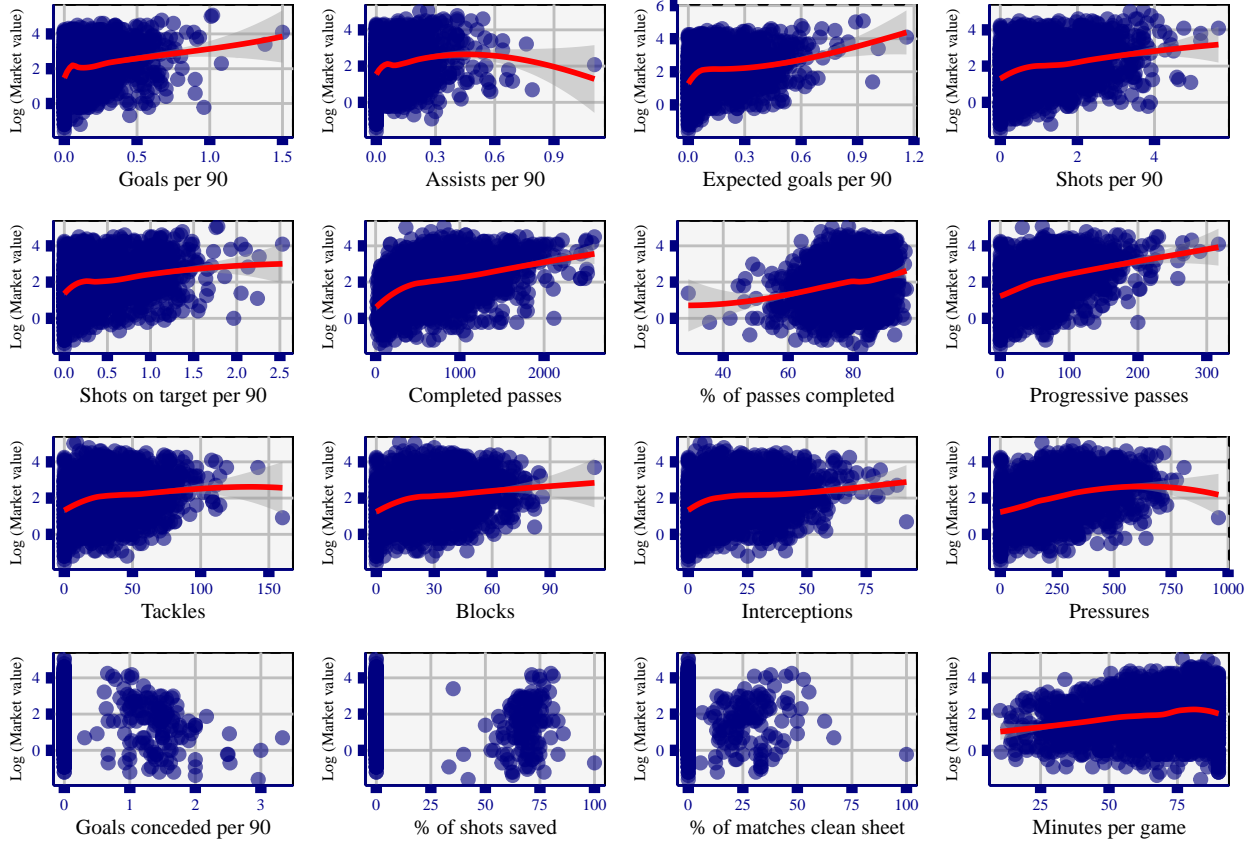 Log (Market value)
4
2
0
0.0 0.5 1.0 1.5
Goals per 90
Log (Market value)
4
2
0
0.0 0.3 0.6 0.9
Assists per 90
Log (Market value)
6
4
2
0
0.0 0.3 0.6 0.9 1.2
Expected goals per 90
Log (Market value)
4
2
0
0 2 4
Shots per 90
Log (Market value)
4
2
0
0.0 0.5 1.0 1.5 2.0 2.5
Shots on target per 90
Log (Market value)
4
2
0
0 1000 2000
Completed passes
Log (Market value)
4
2
0
40 60 80
% of passes completed
Log (Market value)
4
2
0
0 100 200 300
Progressive passes
Log (Market value)
4
2
0
0 50 100 150
Tackles
Log (Market value)
4
2
0
0 30 60 90
Blocks
Log (Market value)
4
2
0
0 25 50 75
Interceptions
Log (Market value)
4
2
0
0 250 500 750 1000
Pressures
Log (Market value)
4
2
0
0 1 2 3
Goals conceded per 90
Log (Market value)
4
2
0
0 25 50 75 100
% of shots saved
Log (Market value)
4
2
0
0 25 50 75 100
% of matches clean sheet
Log (Market value)
4
2
0
25 50 75
Minutes per game